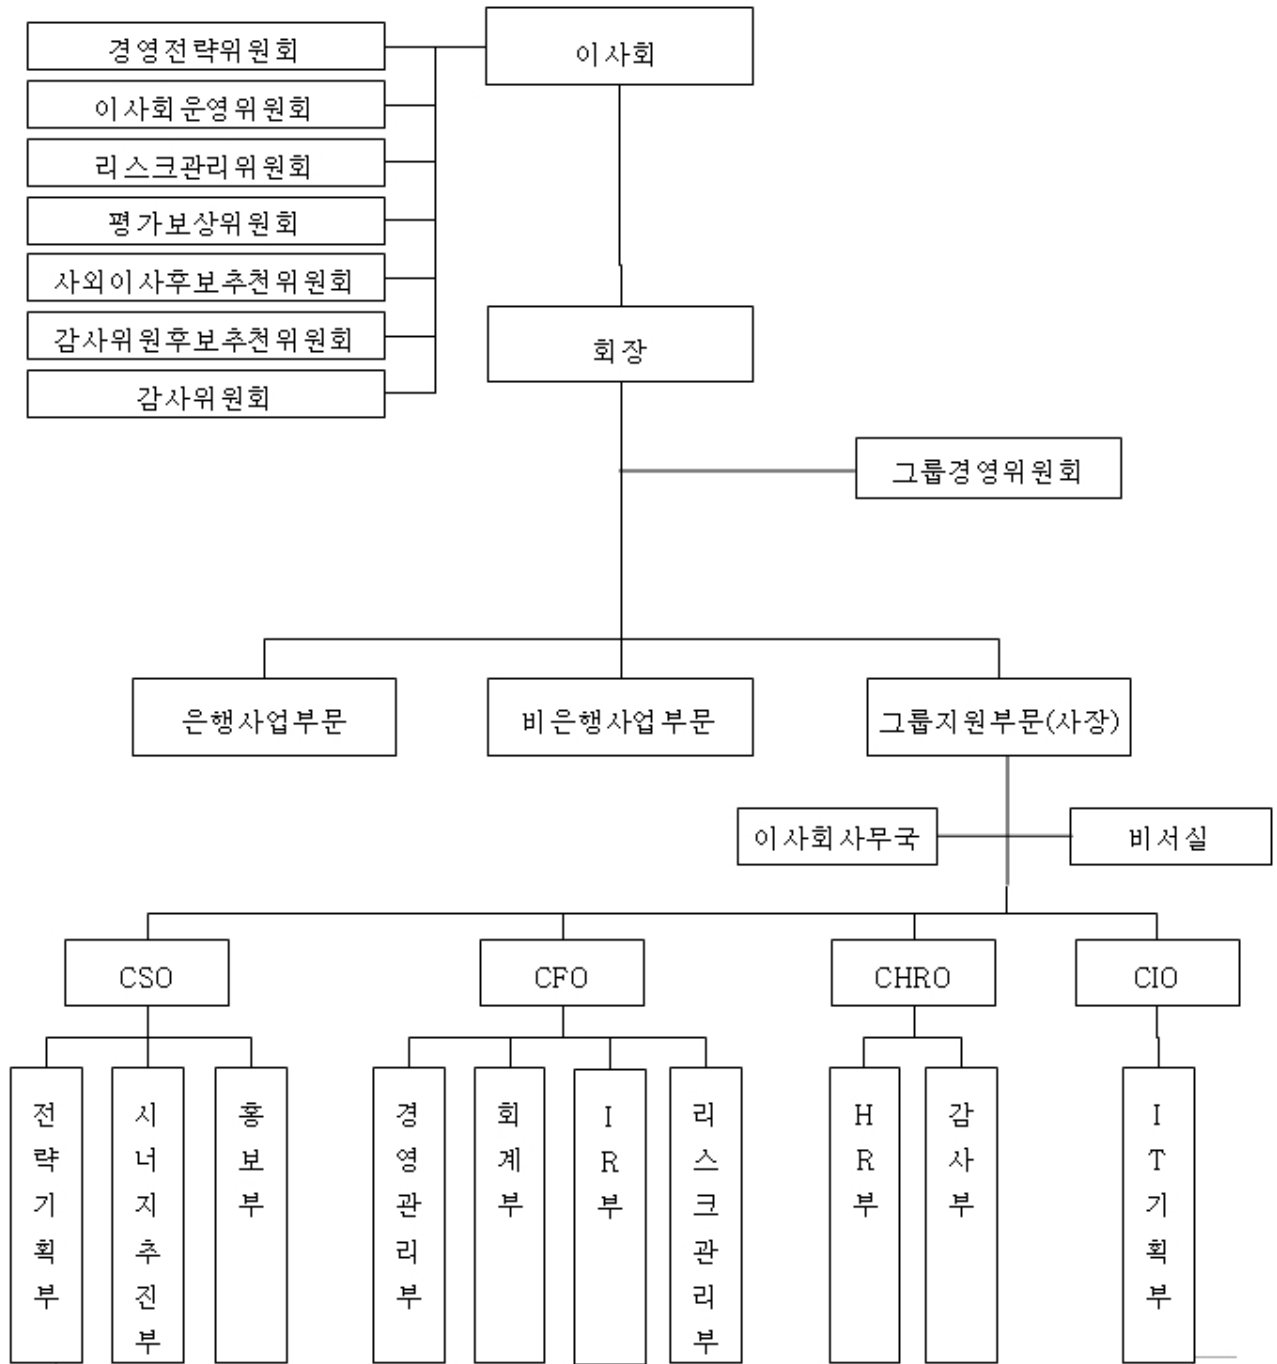 경영전략위원회
이사회
이사회운영위원회
리스크관리위원회
평가보상위원회
사외이사후보추천위원회
감사위원후보추천위원회
감사위원회
회장
그룹경영위원회
은행사업부문
비은행사업부문
그룹지원부문(사장)
이사회사무국
비서실
CSO
CFO
CHRO
CIO
전략기획부
시너지추진부
홍보부
경영관리부
회계부
IR부
리스크관리부
HR부
감사부
IT기획부